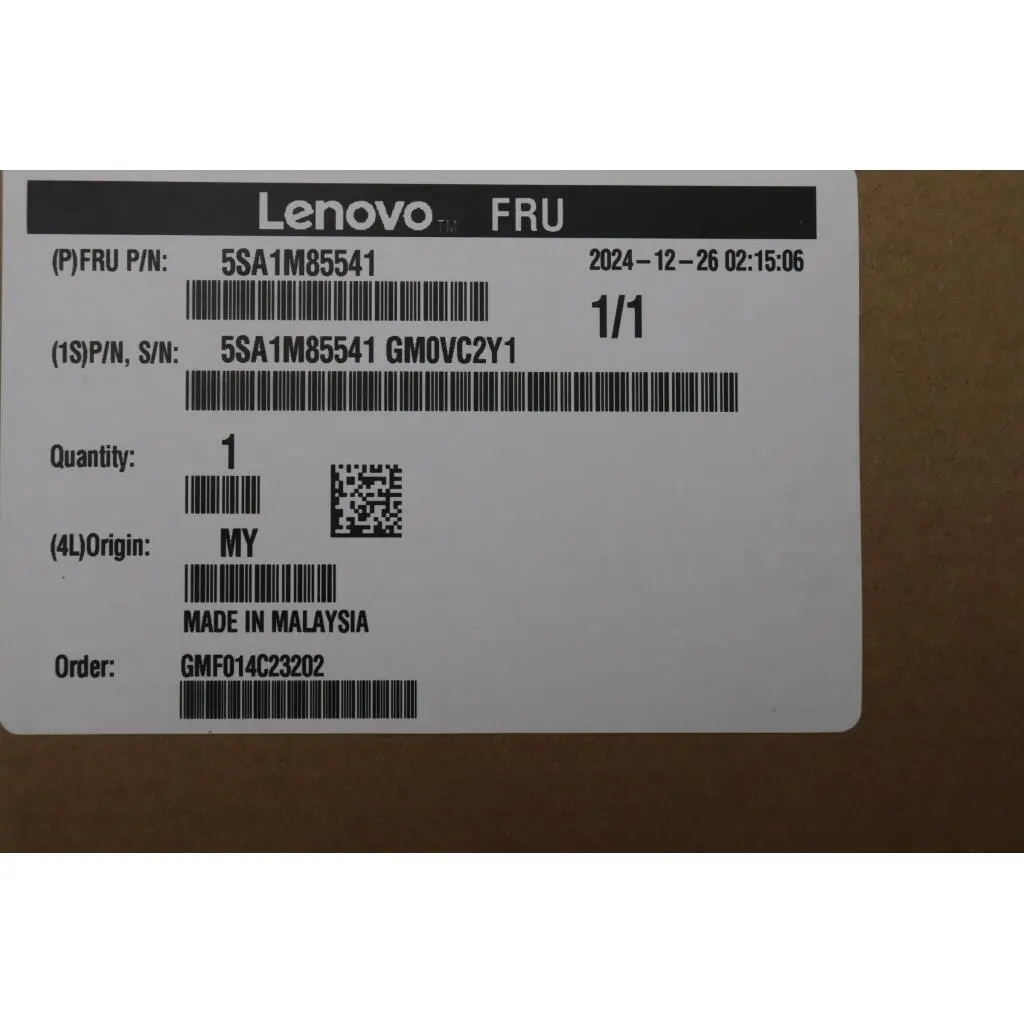 Lenovo™ FRU
(P)FRU P/N: 5SA1M85541 2024-12-26 02:15:06
1/1
(1S)P/N, S/N: 5SA1M85541 GM0VC2Y1
Quantity: 1
(4L)Origin: MY
MADE IN MALAYSIA
Order: GMF014C23202